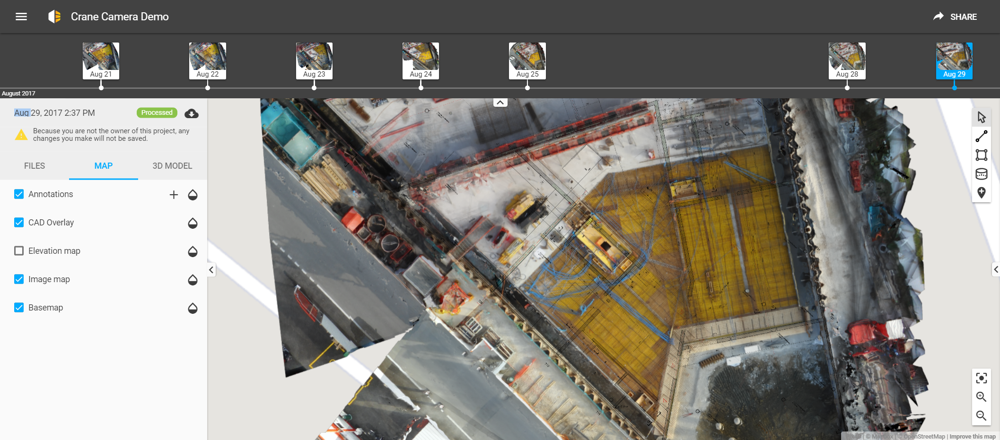 Crane Camera Demo
SHARE
Aug 21
Aug 22
Aug 23
Aug 24
Aug 25
Aug 28
Aug 29
August 2017
Aug 29, 2017 2:37 PM
Processed
Because you are not the owner of this project, any
changes you make will not be saved.
FILES
MAP
3D MODEL
Annotations
CAD Overlay
Elevation map
Image map
Basemap
| © Mapbox | © OpenStreetMap | Improve this map